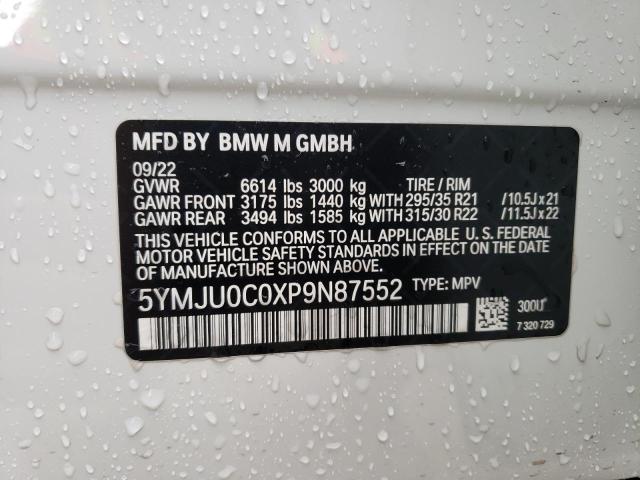 MFD BY BMW M GMBH
09/22
GVWR 6614 lbs 3000 kg TIRE / RIM
GAWR FRONT 3175 lbs 1440 kg WITH 295/35 R21 /10.5J x 21
GAWR REAR 3494 lbs 1585 kg WITH 315/30 R22 /11.5J x 22
THIS VEHICLE CONFORMS TO ALL APPLICABLE U. S. FEDERAL
MOTOR VEHICLE SAFETY STANDARDS IN EFFECT ON THE DATE
OF MANUFACTURE SHOWN ABOVE.
5YMJU0C0XP9N87552 TYPE: MPV
300U
7 320 729